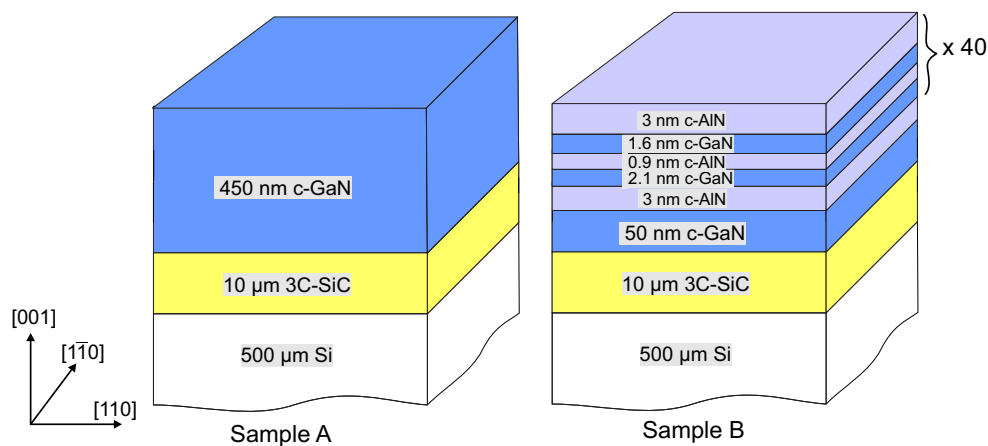 450 nm c-GaN
10 µm 3C-SiC
500 µm Si
Sample A
3 nm c-AlN
1.6 nm c-GaN
0.9 nm c-AlN
2.1 nm c-GaN
3 nm c-AlN
50 nm c-GaN
10 µm 3C-SiC
500 µm Si
Sample B
x 40
[001]
[11̅0]
[110]